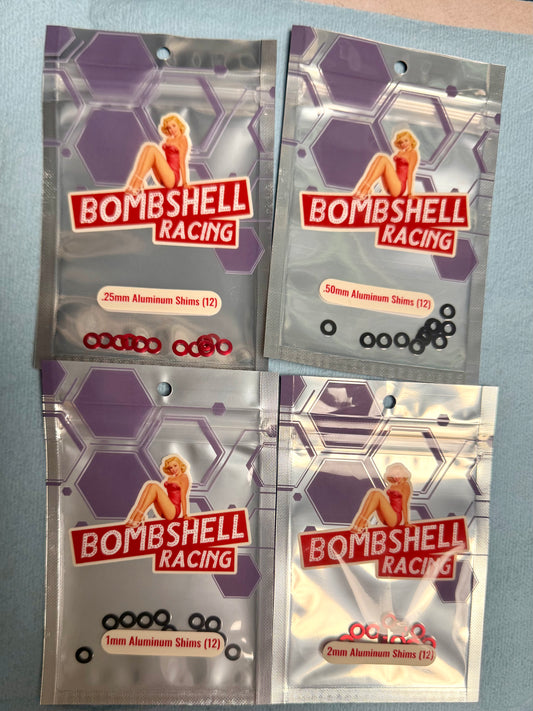 BOMBSHELL
RACING
.25mm Aluminum Shims (12)
BOMBSHELL
RACING
.50mm Aluminum Shims (12)
BOMBSHELL
RACING
1mm Aluminum Shims (12)
BOMBSHELL
RACING
2mm Aluminum Shims (12)